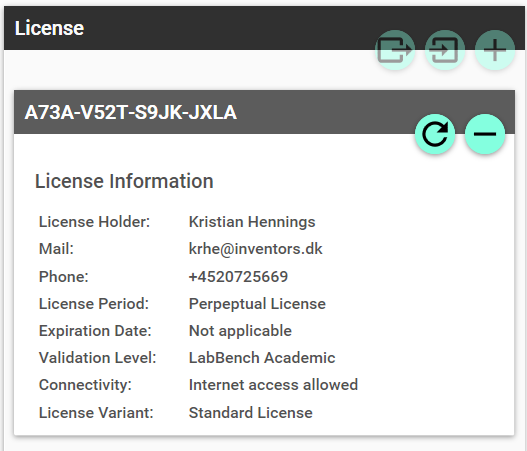 License
A73A-V52T-S9JK-JXLA
License Information
License Holder: Kristian Hennings
Mail: krhe@inventors.dk
Phone: +4520725669
License Period: Perpeptual License
Expiration Date: Not applicable
Validation Level: LabBench Academic
Connectivity: Internet access allowed
License Variant: Standard License